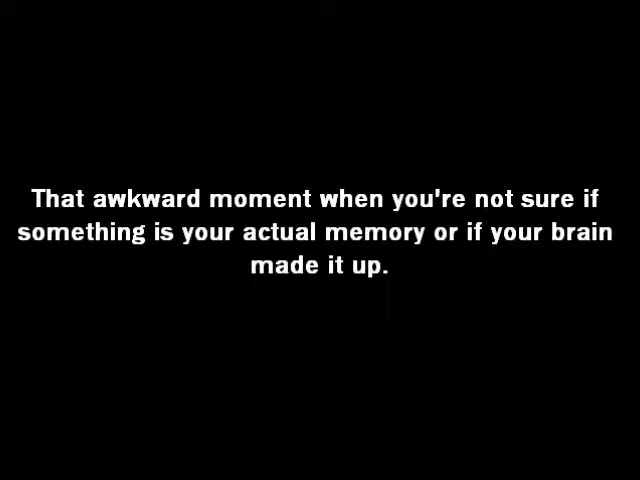 That awkward moment when you're not sure if
something is your actual memory or if your brain
made it up.